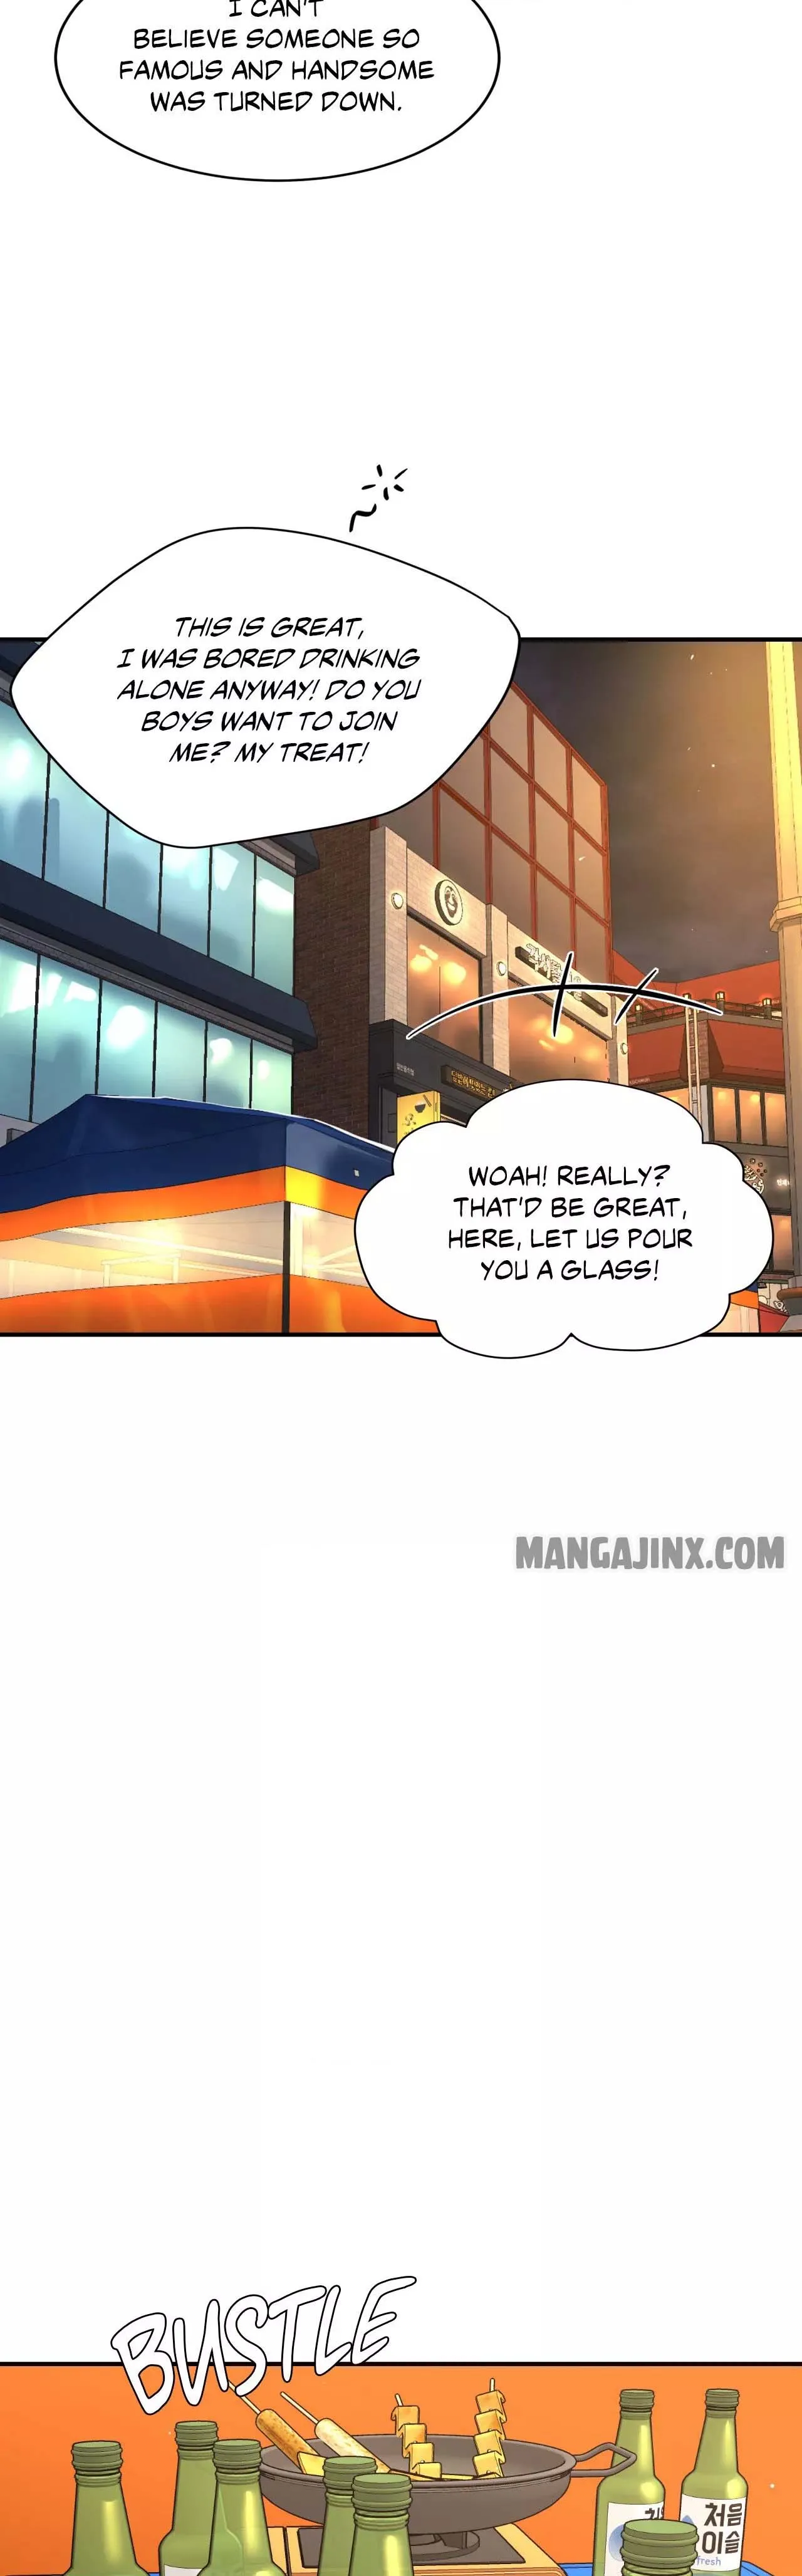 I CAN'T
BELIEVE SOMEONE SO
FAMOUS AND HANDSOME
WAS TURNED DOWN.
THIS IS GREAT,
I WAS BORED DRINKING
ALONE ANYWAY! DO YOU
BOYS WANT TO JOIN
ME? MY TREAT!
WOAH! REALLY?
THAT'D BE GREAT,
HERE, LET US POUR
YOU A GLASS!
MANGAJINX.COM
BUSTLE
처음
이슬
fresh